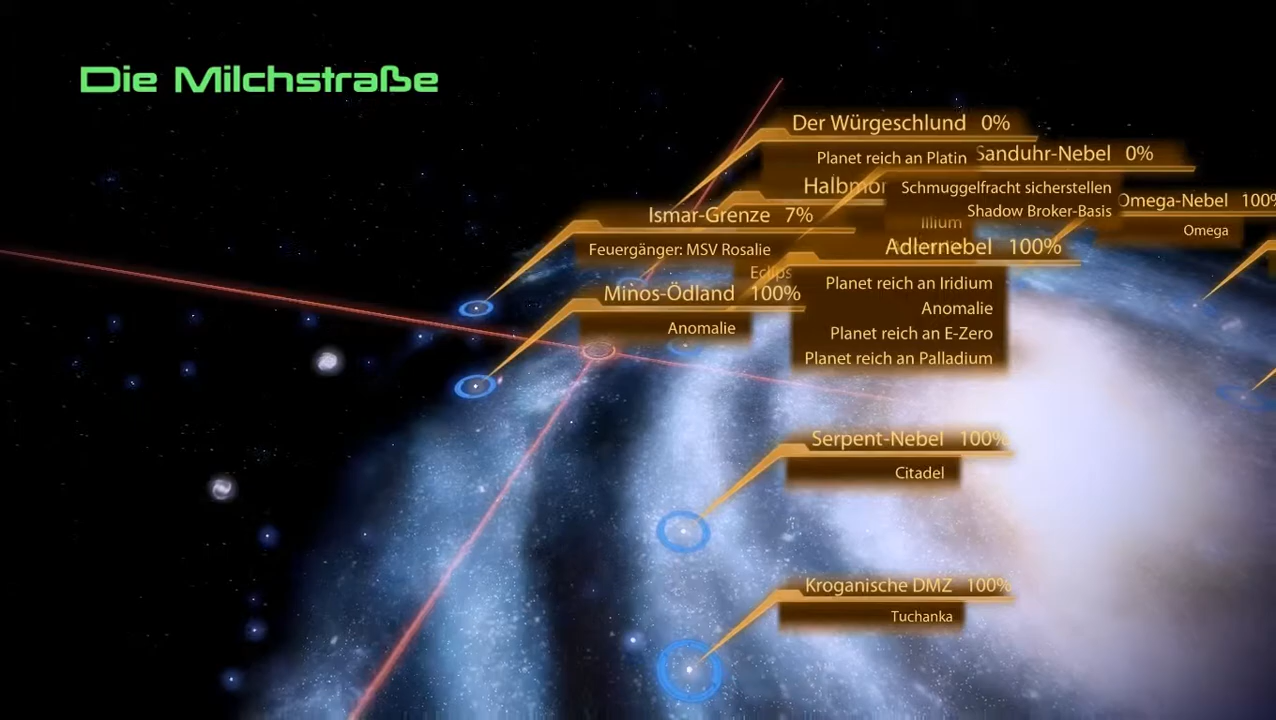 Die Milchstraße
Der Würgeschlund 0%
Planet reich an Platin
Sanduhr-Nebel 0%
Schmuggelfracht sicherstellen
Shadow Broker-Basis
Omega-Nebel 100%
Omega
Illium
Ismar-Grenze 7%
Feuergänger: MSV Rosalie
Adlernebel 100%
Planet reich an Iridium
Anomalie
Planet reich an E-Zero
Planet reich an Palladium
Minos-Ödland 100%
Anomalie
Serpent-Nebel 100%
Citadel
Kroganische DMZ 100%
Tuchanka